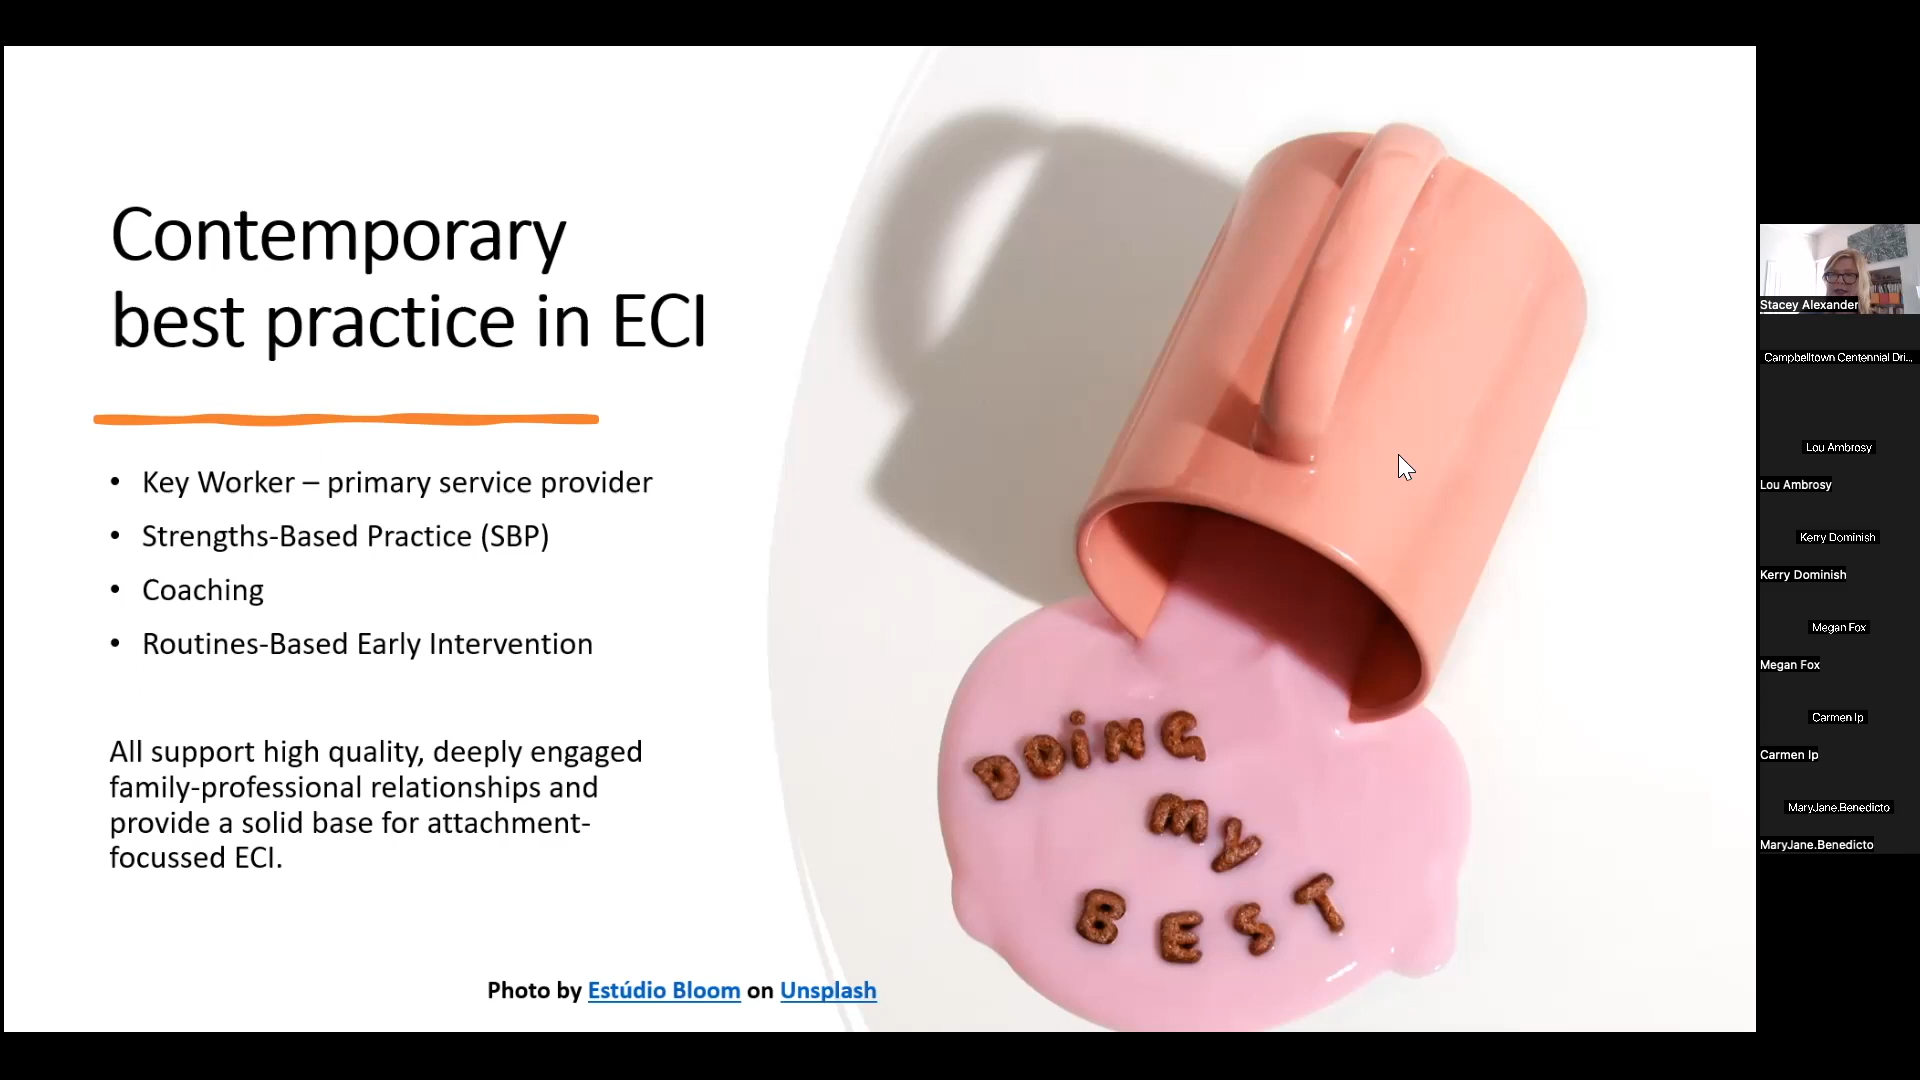 Contemporary
best practice in ECI
• Key Worker – primary service provider
• Strengths-Based Practice (SBP)
• Coaching
• Routines-Based Early Intervention
All support high quality, deeply engaged
family-professional relationships and
provide a solid base for attachment-
focussed ECI.
DOiNG
my
BEST
Photo by Estúdio Bloom on Unsplash
Stacey Alexander
Campbelltown Centennial Dri...
Lou Ambrosy
Lou Ambrosy
Kerry Dominish
Kerry Dominish
Megan Fox
Megan Fox
Carmen Ip
Carmen Ip
MaryJane.Benedicto
MaryJane.Benedicto